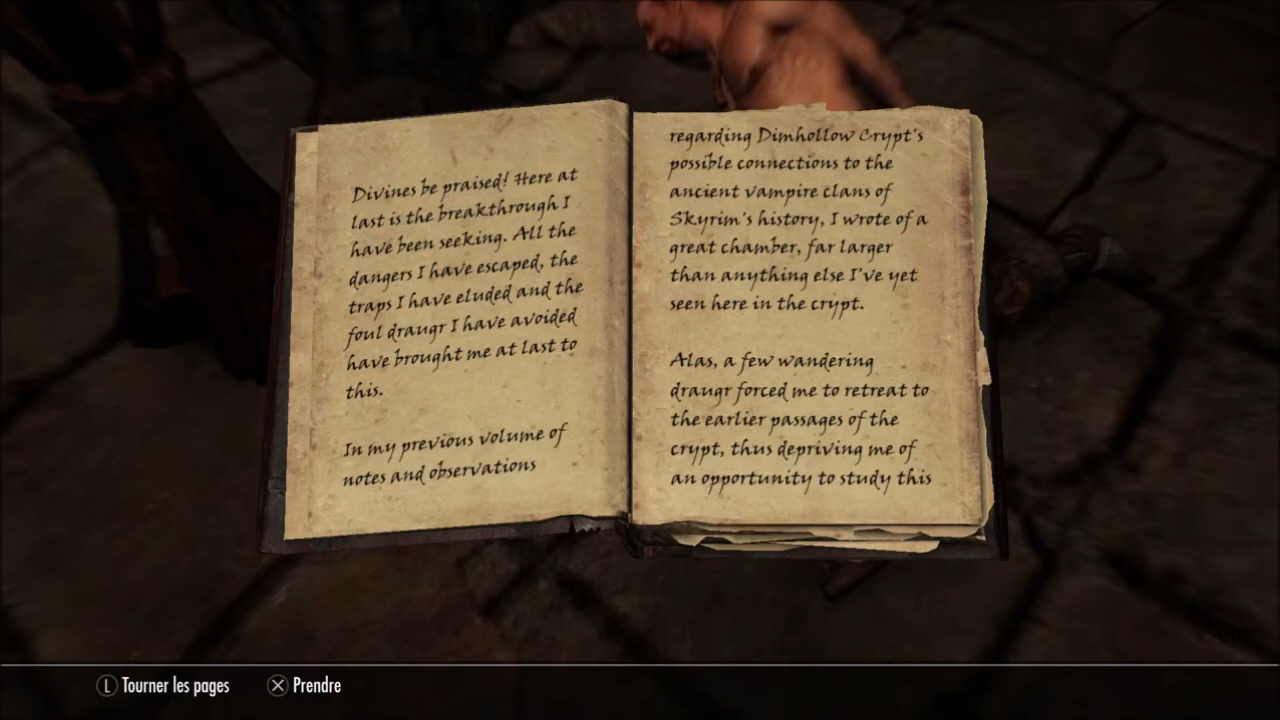 Divines be praised! Here at
last is the breakthrough I
have been seeking. All the
dangers I have escaped, the
traps I have eluded and the
foul draugr I have avoided
have brought me at last to
this.
In my previous volume of
notes and observations
regarding Dimhollow Crypt's
possible connections to the
ancient vampire clans of
Skyrim's history, I wrote of a
great chamber, far larger
than anything else I've yet
seen here in the crypt.
Alas, a few wandering
draugr forced me to retreat to
the earlier passages of the
crypt, thus depriving me of
an opportunity to study this
L Tourner les pages
X Prendre